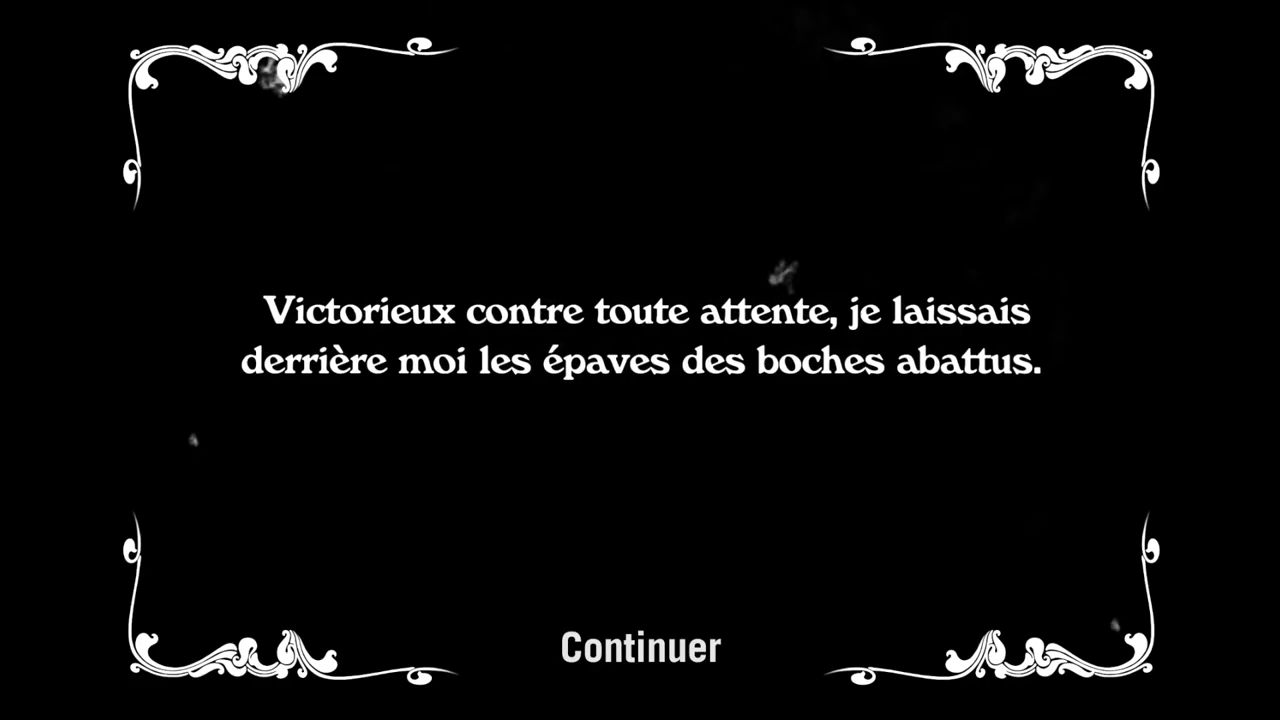 Victorieux contre toute attente, je laissais
derrière moi les épaves des boches abattus.
Continuer